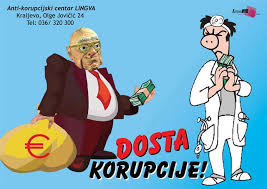 Anti-korupcijski centar LINGVA
Kraljevo, Olge Jovičić 24
Tel: 036/ 320 300
€
DOSTA
KORUPCIJE!